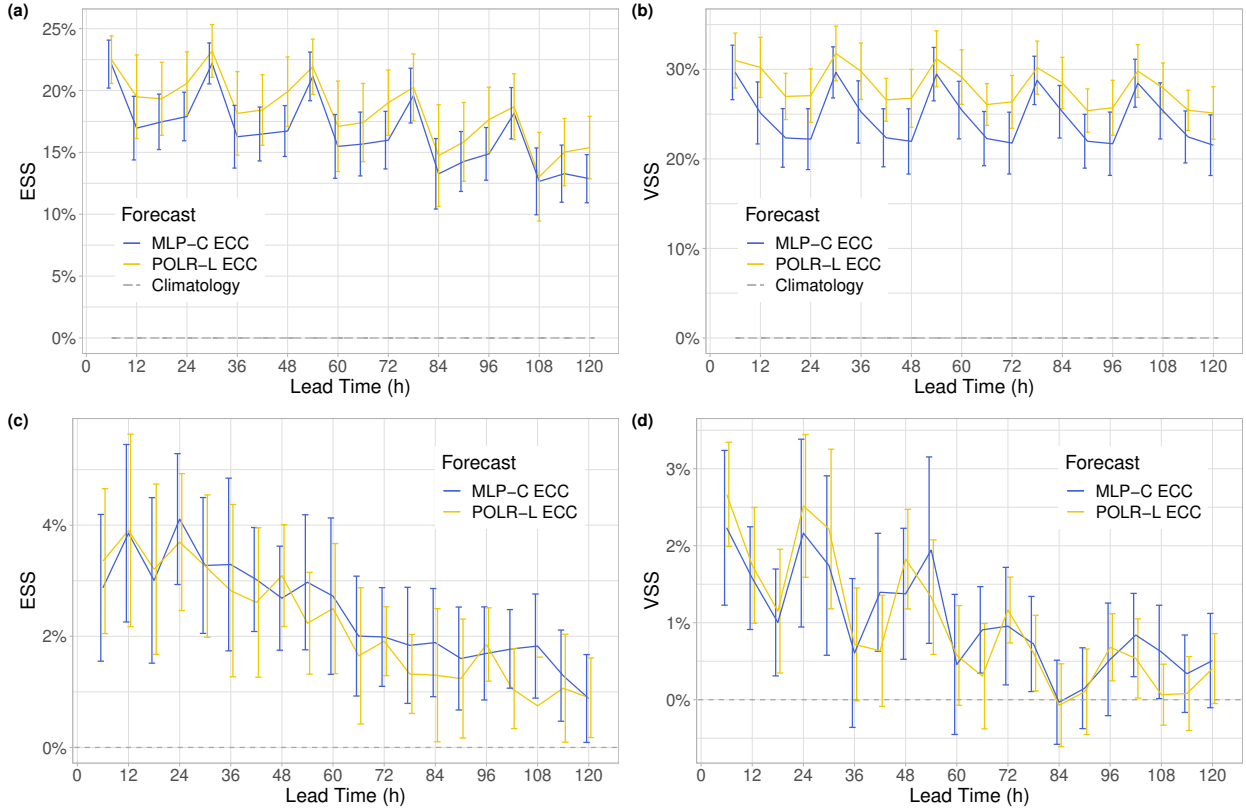 (a)
25%
20%
15%
10%
5%
0%
ESS
Forecast
MLP−C ECC
POLR−L ECC
Climatology
0 12 24 36 48 60 72 84 96 108 120
Lead Time (h)
(b)
30%
20%
10%
0%
VSS
Forecast
MLP−C ECC
POLR−L ECC
Climatology
0 12 24 36 48 60 72 84 96 108 120
Lead Time (h)
(c)
4%
2%
0%
ESS
Forecast
MLP−C ECC
POLR−L ECC
0 12 24 36 48 60 72 84 96 108 120
Lead Time (h)
(d)
3%
2%
1%
0%
VSS
Forecast
MLP−C ECC
POLR−L ECC
0 12 24 36 48 60 72 84 96 108 120
Lead Time (h)